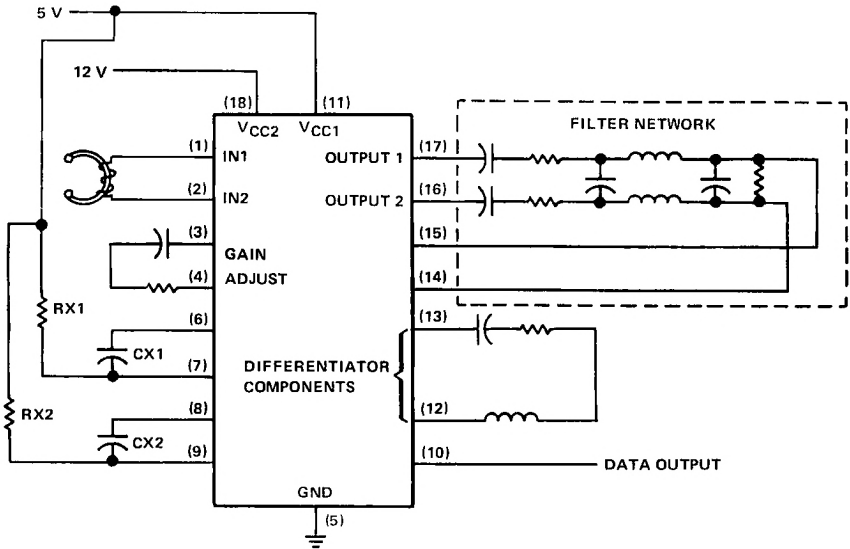 5 V
12 V
(18)
(11)
VCC2
VCC1
FILTER NETWORK
(1)
IN1
OUTPUT 1
(17)
(2)
IN2
OUTPUT 2
(16)
(3)
GAIN
ADJUST
(4)
(15)
(14)
RX1
(6)
CX1
(7)
(13)
DIFFERENTIATOR
COMPONENTS
RX2
(8)
CX2
(9)
(12)
(10)
DATA OUTPUT
GND
(5)